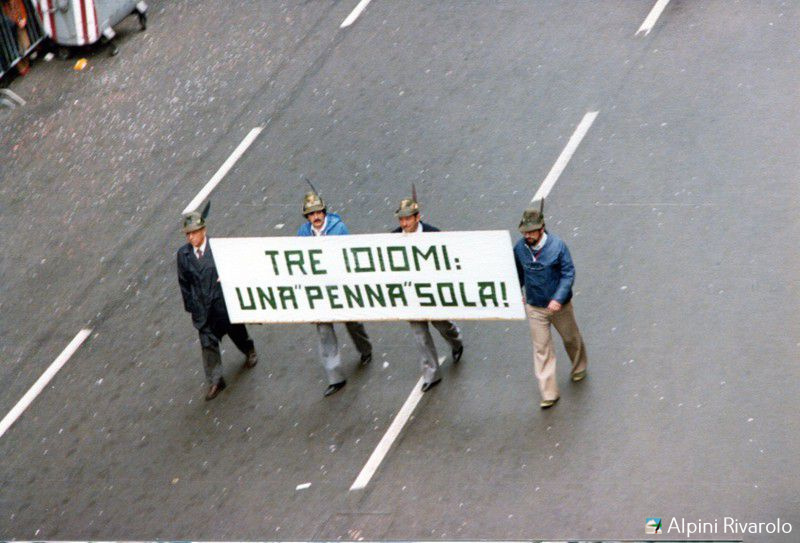 TRE IDIOMI:
UNA"PENNA"SOLA!
Alpini Rivarolo